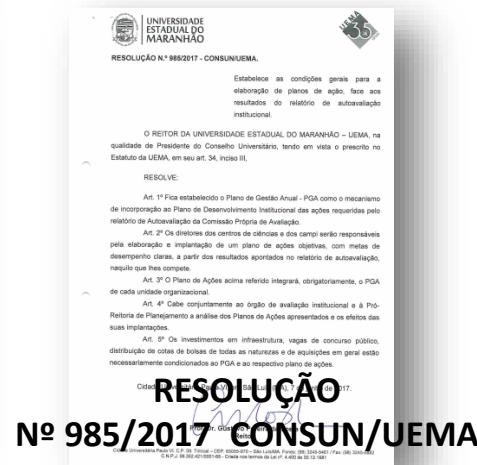 UNIVERSIDADE
ESTADUAL DO
MARANHÃO
UEMA
35
RESOLUÇÃO N.º 985/2017 - CONSUN/UEMA.
Estabelece as condições gerais para a
elaboração de planos de ação, face aos
resultados do relatório de autoavaliação
institucional.
O REITOR DA UNIVERSIDADE ESTADUAL DO MARANHÃO – UEMA, na
qualidade de Presidente do Conselho Universitário, tendo em vista o prescrito no
Estatuto da UEMA, em seu art. 34, inciso III,
RESOLVE:
Art. 1º Fica estabelecido o Plano de Gestão Anual - PGA como o mecanismo
de incorporação ao Plano de Desenvolvimento Institucional das ações requeridas pelo
relatório de Autoavaliação da Comissão Própria de Avaliação.
Art. 2º Os diretores dos centros de ciências e dos campi serão responsáveis
pela elaboração e implantação de um plano de ações objetivas, com metas de
desempenho claras, a partir dos resultados apontados no relatório de autoavaliação,
naquilo que lhes compete.
Art. 3º O Plano de Ações acima referido integrará, obrigatoriamente, o PGA
de cada unidade organizacional.
Art. 4º Cabe conjuntamente ao órgão de avaliação institucional e à Pró-
Reitoria de Planejamento a análise dos Planos de Ação apresentados e os efeitos das
suas implantações.
Art. 5º Os investimentos em infraestrutura, vagas de concurso público,
distribuição de cotas de bolsas de todas as naturezas e de aquisições em geral estão
necessariamente condicionados ao PGA e ao respectivo plano de ações.
RESOLUÇÃO
Nº 985/2017 CONSUN/UEMA